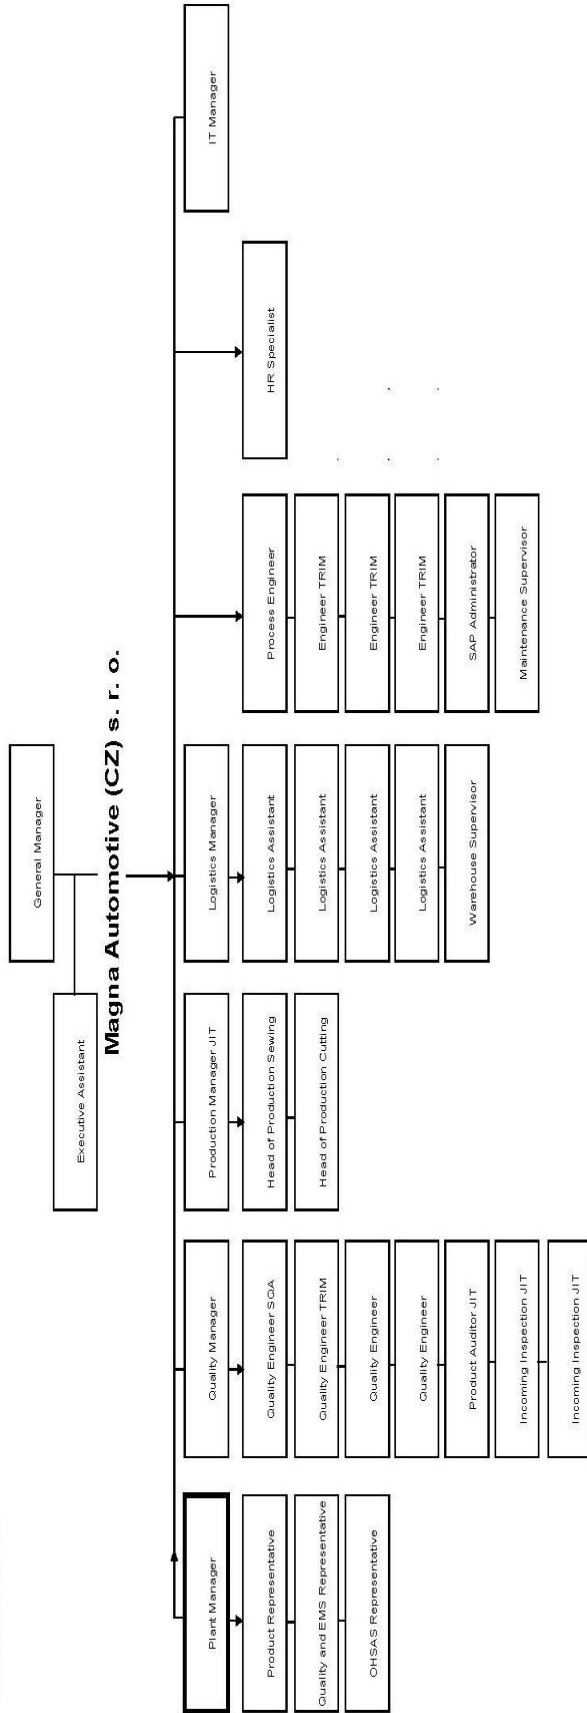 General Manager
Executive Assistant
Magna Automotive (CZ) s. r. o.
Plant Manager
Product Representative
Quality and EMS Representative
OHSAS Representative
Quality Manager
Quality Engineer SQA
Quality Engineer TRIM
Quality Engineer
Quality Engineer
Product Auditor JIT
Incoming Inspection JIT
Incoming Inspection JIT
Production Manager JIT
Head of Production Sewing
Head of Production Cutting
Logistics Manager
Logistics Assistant
Logistics Assistant
Logistics Assistant
Logistics Assistant
Warehouse Supervisor
Process Engineer
Engineer TRIM
Engineer TRIM
Engineer TRIM
SAP Administrator
Maintenance Supervisor
HR Specialist
IT Manager